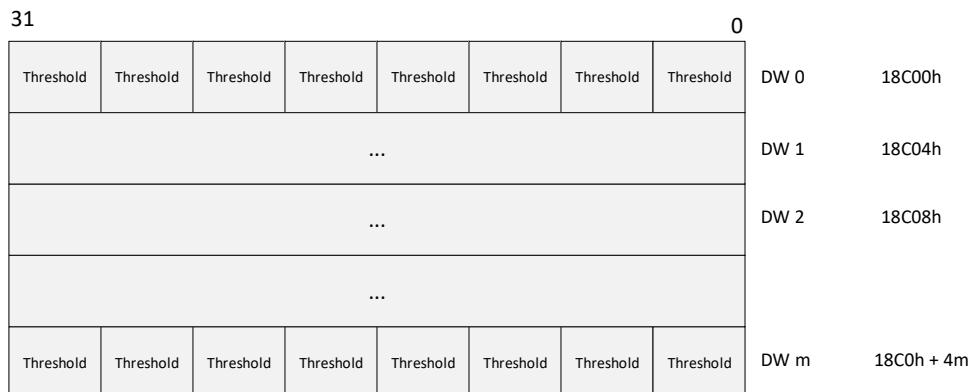 31 0
Threshold Threshold Threshold Threshold Threshold Threshold Threshold Threshold DW 0 18C00h
... DW 1 18C04h
... DW 2 18C08h
...
Threshold Threshold Threshold Threshold Threshold Threshold Threshold Threshold DW m 18C0h + 4m